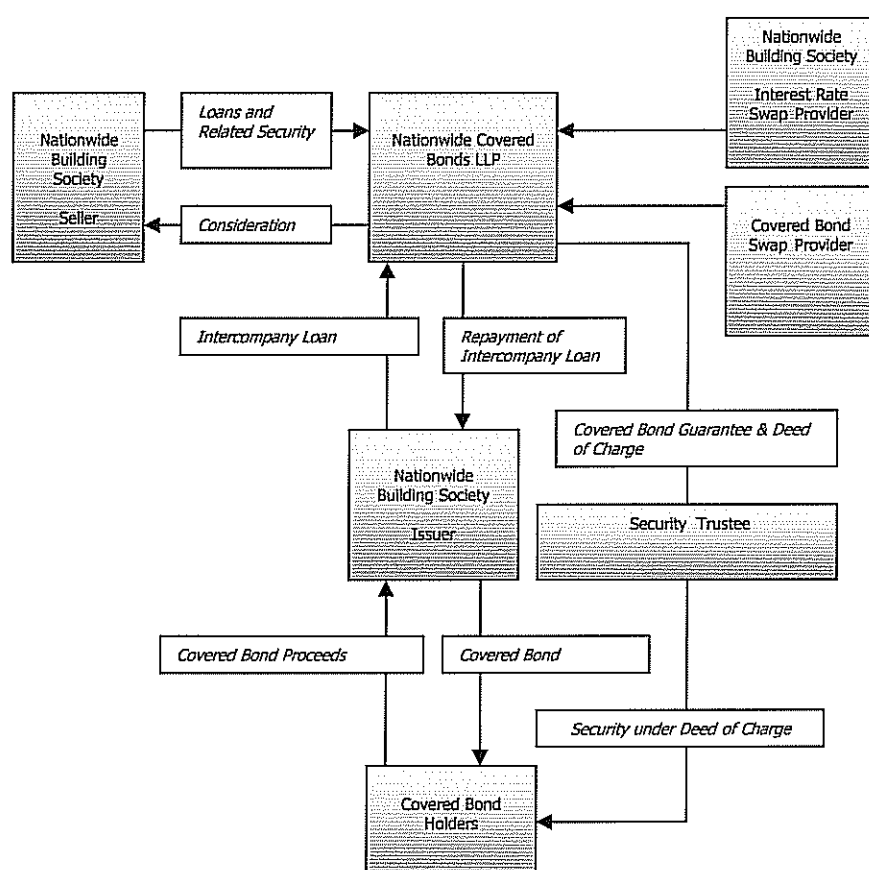 Nationwide
Building Society
Interest Rate
Swap Provider
Nationwide
Building
Society
Seller
Loans and
Related Security
Nationwide Covered
Bonds LLP
Consideration
Covered Bond
Swap Provider
Intercompany Loan
Repayment of
Intercompany Loan
Covered Bond Guarantee & Deed
of Charge
Nationwide
Building Society
Issuer
Security Trustee
Covered Bond Proceeds
Covered Bond
Security under Deed of Charge
Covered Bond
Holders